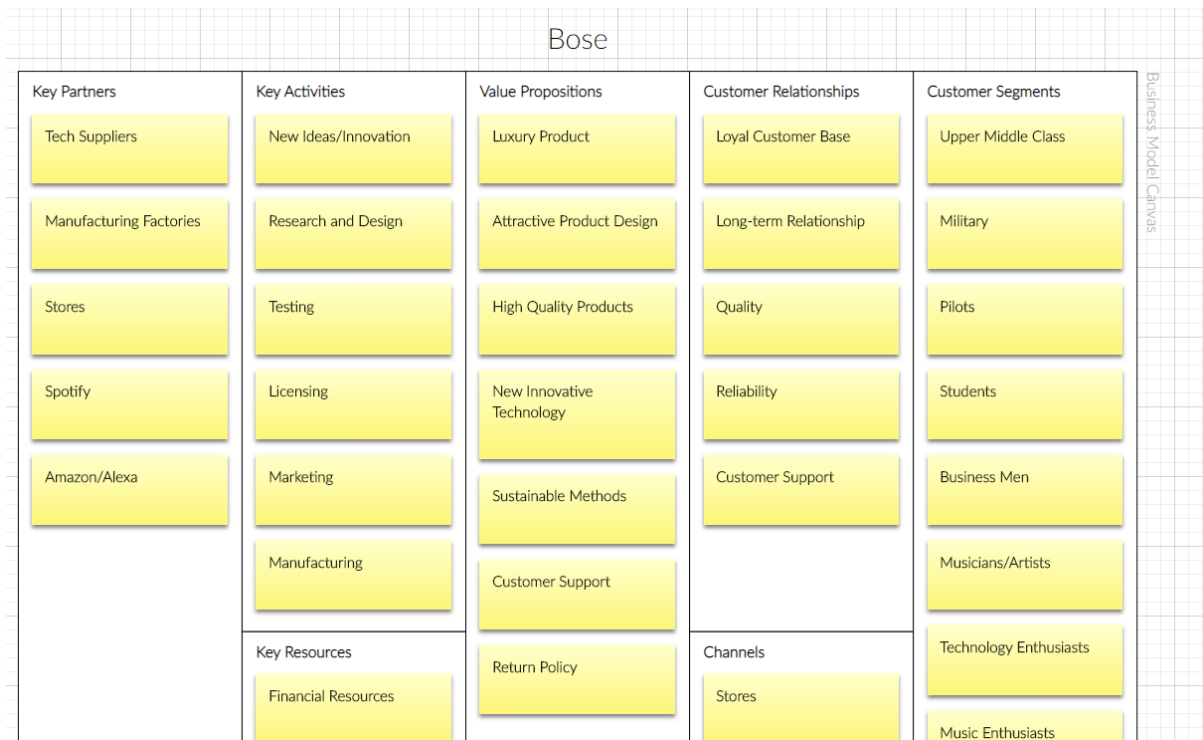 Bose
Key Partners
Tech Suppliers
Manufacturing Factories
Stores
Spotify
Amazon/Alexa
Key Activities
New Ideas/Innovation
Research and Design
Testing
Licensing
Marketing
Manufacturing
Key Resources
Financial Resources
Value Propositions
Luxury Product
Attractive Product Design
High Quality Products
New Innovative
Technology
Sustainable Methods
Customer Support
Return Policy
Customer Relationships
Loyal Customer Base
Long-term Relationship
Quality
Reliability
Customer Support
Channels
Stores
Customer Segments
Upper Middle Class
Military
Pilots
Students
Business Men
Musicians/Artists
Technology Enthusiasts
Music Enthusiasts
Business Model Canvas